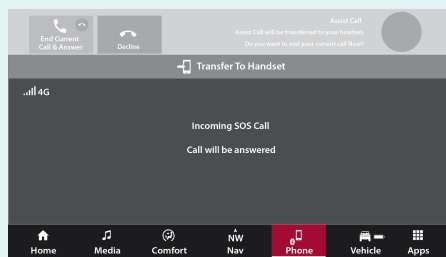 Assist Call
End Current
Call & Answer
Decline
Assist Call will be transferred to your headset.
Do you want to end your current call Now!
Transfer To Handset
4G
Incoming SOS Call
Call will be answered
NW
Home
Media
Comfort
Nav
Phone
Vehicle
Apps